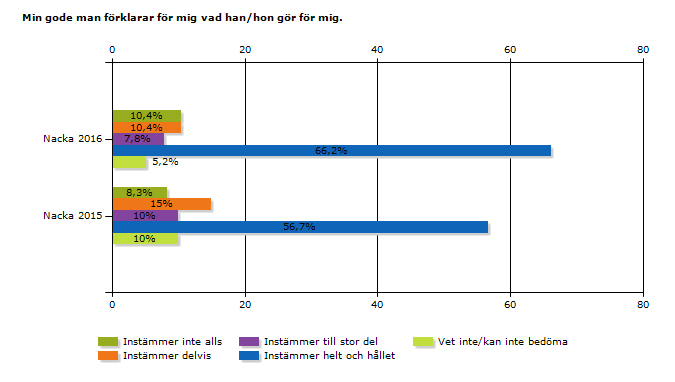 Min gode man förklarar för mig vad han/hon gör för mig.
0 20 40 60 80
10,4%
10,4%
Nacka 2016 7,8%
66,2%
5,2%
8,3%
15%
Nacka 2015 10%
56,7%
10%
0 20 40 60 80
Instämmer inte alls Instämmer till stor del Vet inte/kan inte bedöma
Instämmer delvis Instämmer helt och hållet